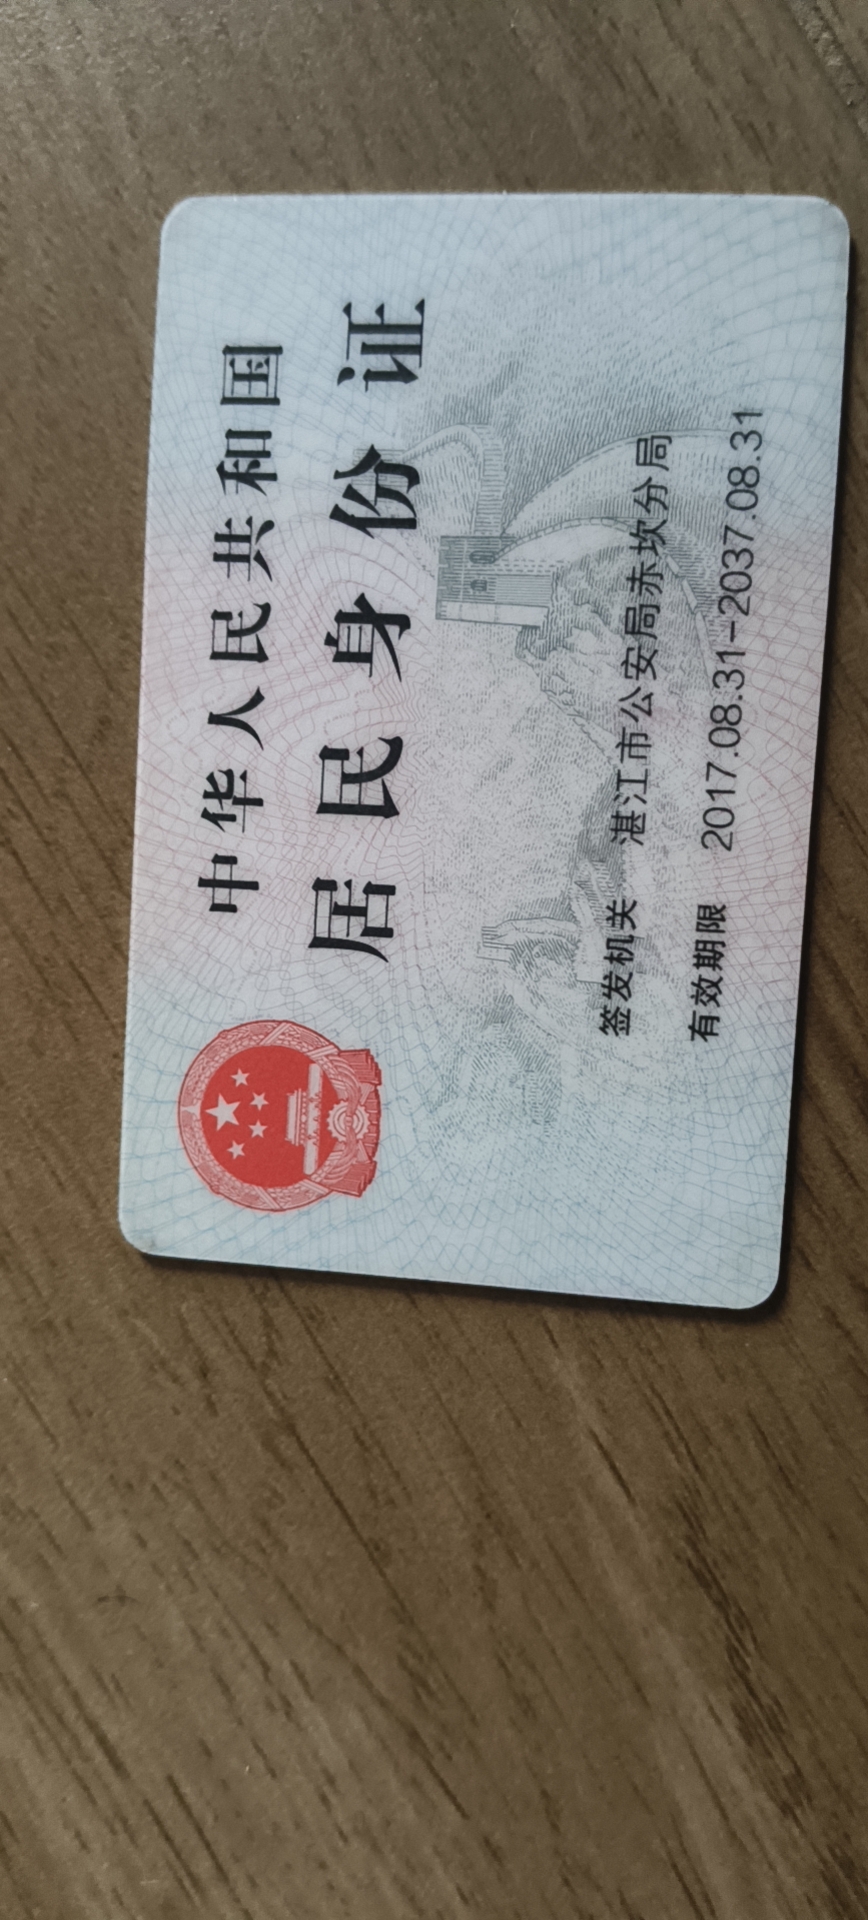 中华人民共和国
居民身份证
签发机关 湛江市公安局赤坎分局
有效期限 2017.08.31-2037.08.31